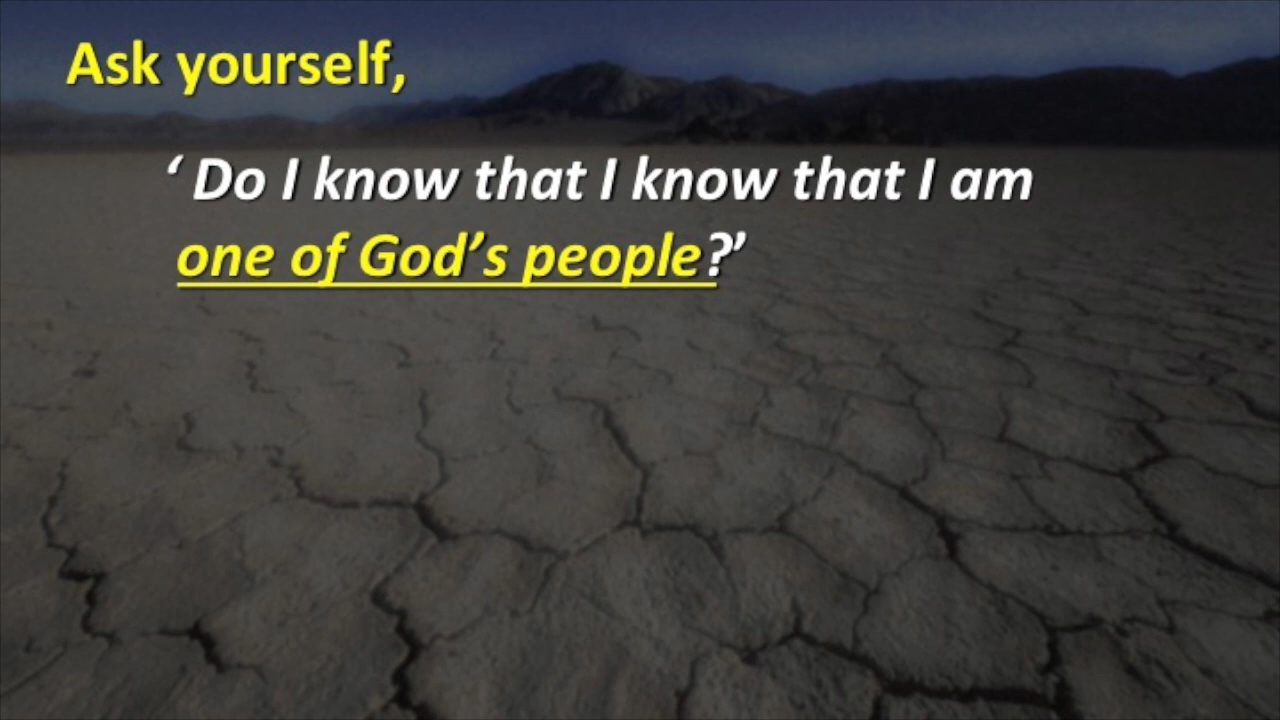 Ask yourself,
‘ Do I know that I know that I am
one of God’s people?’